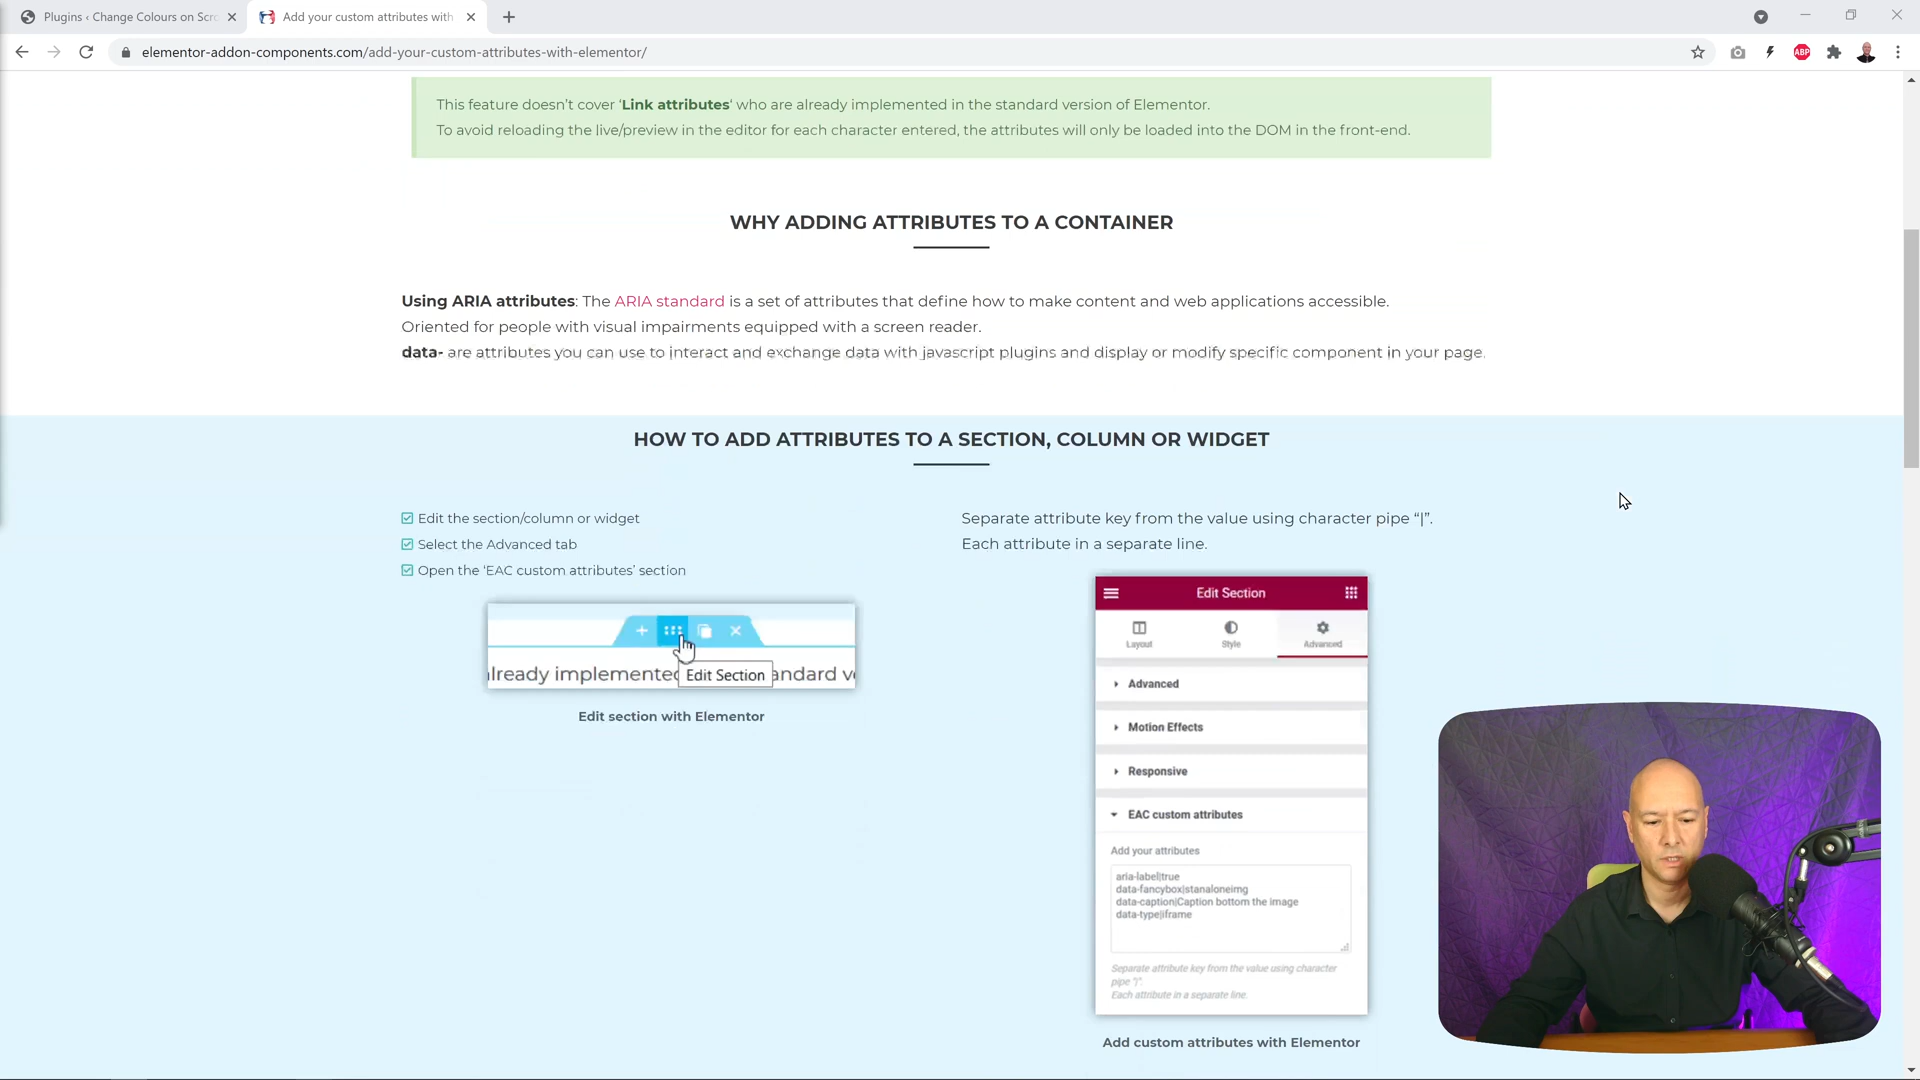 Plugins ‹ Change Colours on Scro
Add your custom attributes with
elementor-addon-components.com/add-your-custom-attributes-with-elementor/
ABP
This feature doesn't cover ‘Link attributes‘ who are already implemented in the standard version of Elementor.
To avoid reloading the live/preview in the editor for each character entered, the attributes will only be loaded into the DOM in the front-end.
WHY ADDING ATTRIBUTES TO A CONTAINER
Using ARIA attributes: The ARIA standard is a set of attributes that define how to make content and web applications accessible.
Oriented for people with visual impairments equipped with a screen reader.
data- are attributes you can use to interact and exchange data with javascript plugins and display or modify specific component in your page.
HOW TO ADD ATTRIBUTES TO A SECTION, COLUMN OR WIDGET
Edit the section/column or widget
Select the Advanced tab
Open the ‘EAC custom attributes’ section
already implemented
andard ve
Edit Section
Edit section with Elementor
Separate attribute key from the value using character pipe “|”.
Each attribute in a separate line.
Edit Section
Layout
Style
Advanced
Advanced
Motion Effects
Responsive
EAC custom attributes
Add your attributes
aria-label|true
data-fancybox|stanaloneimg
data-caption|Caption bottom the image
data-type|iframe
Separate attribute key from the value using character
pipe "|".
Each attribute in a separate line.
Add custom attributes with Elementor